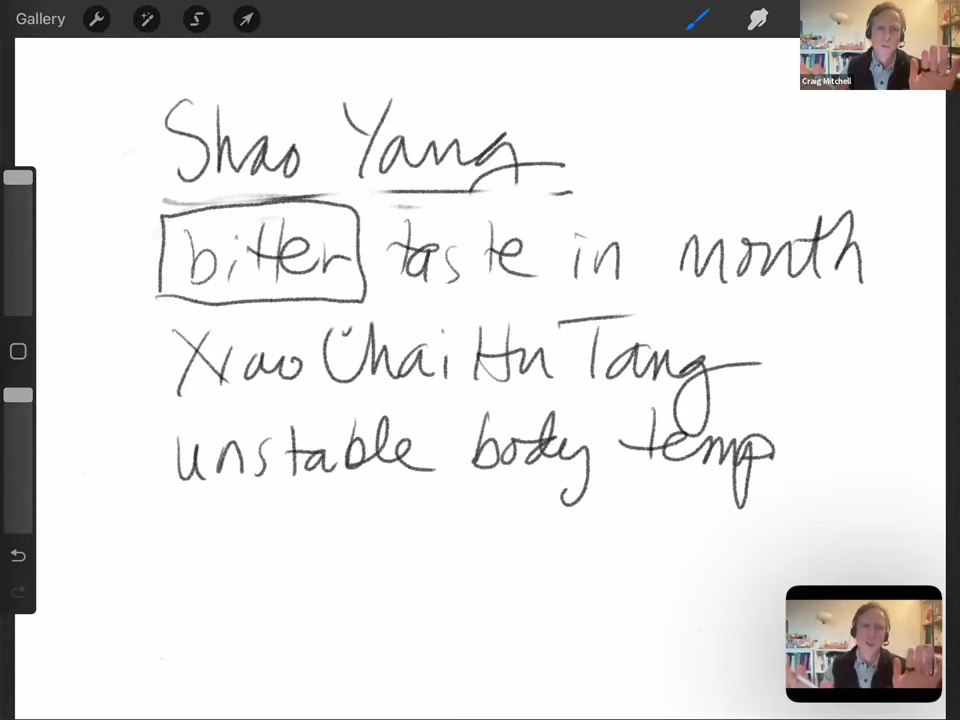 Gallery
Craig Mitchell
Shao Yang
bitter taste in mouth
Xiao Chai Hu Tang
unstable body temp